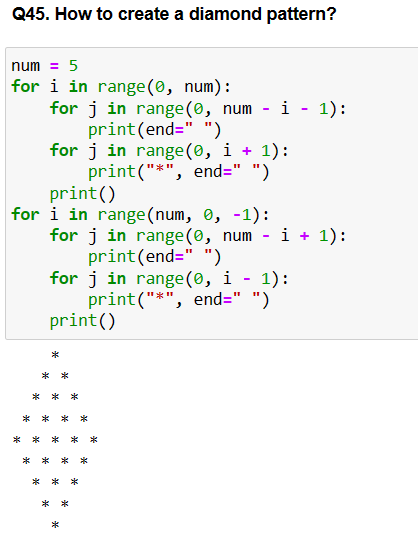 Q45. How to create a diamond pattern?
num = 5
for i in range(0, num):
    for j in range(0, num - i - 1):
        print(end=" ")
    for j in range(0, i + 1):
        print("*", end=" ")
    print()
for i in range(num, 0, -1):
    for j in range(0, num - i + 1):
        print(end=" ")
    for j in range(0, i - 1):
        print("*", end=" ")
    print()
    *
   * *
  * * *
 * * * *
* * * * *
 * * * *
  * * *
   * *
    *